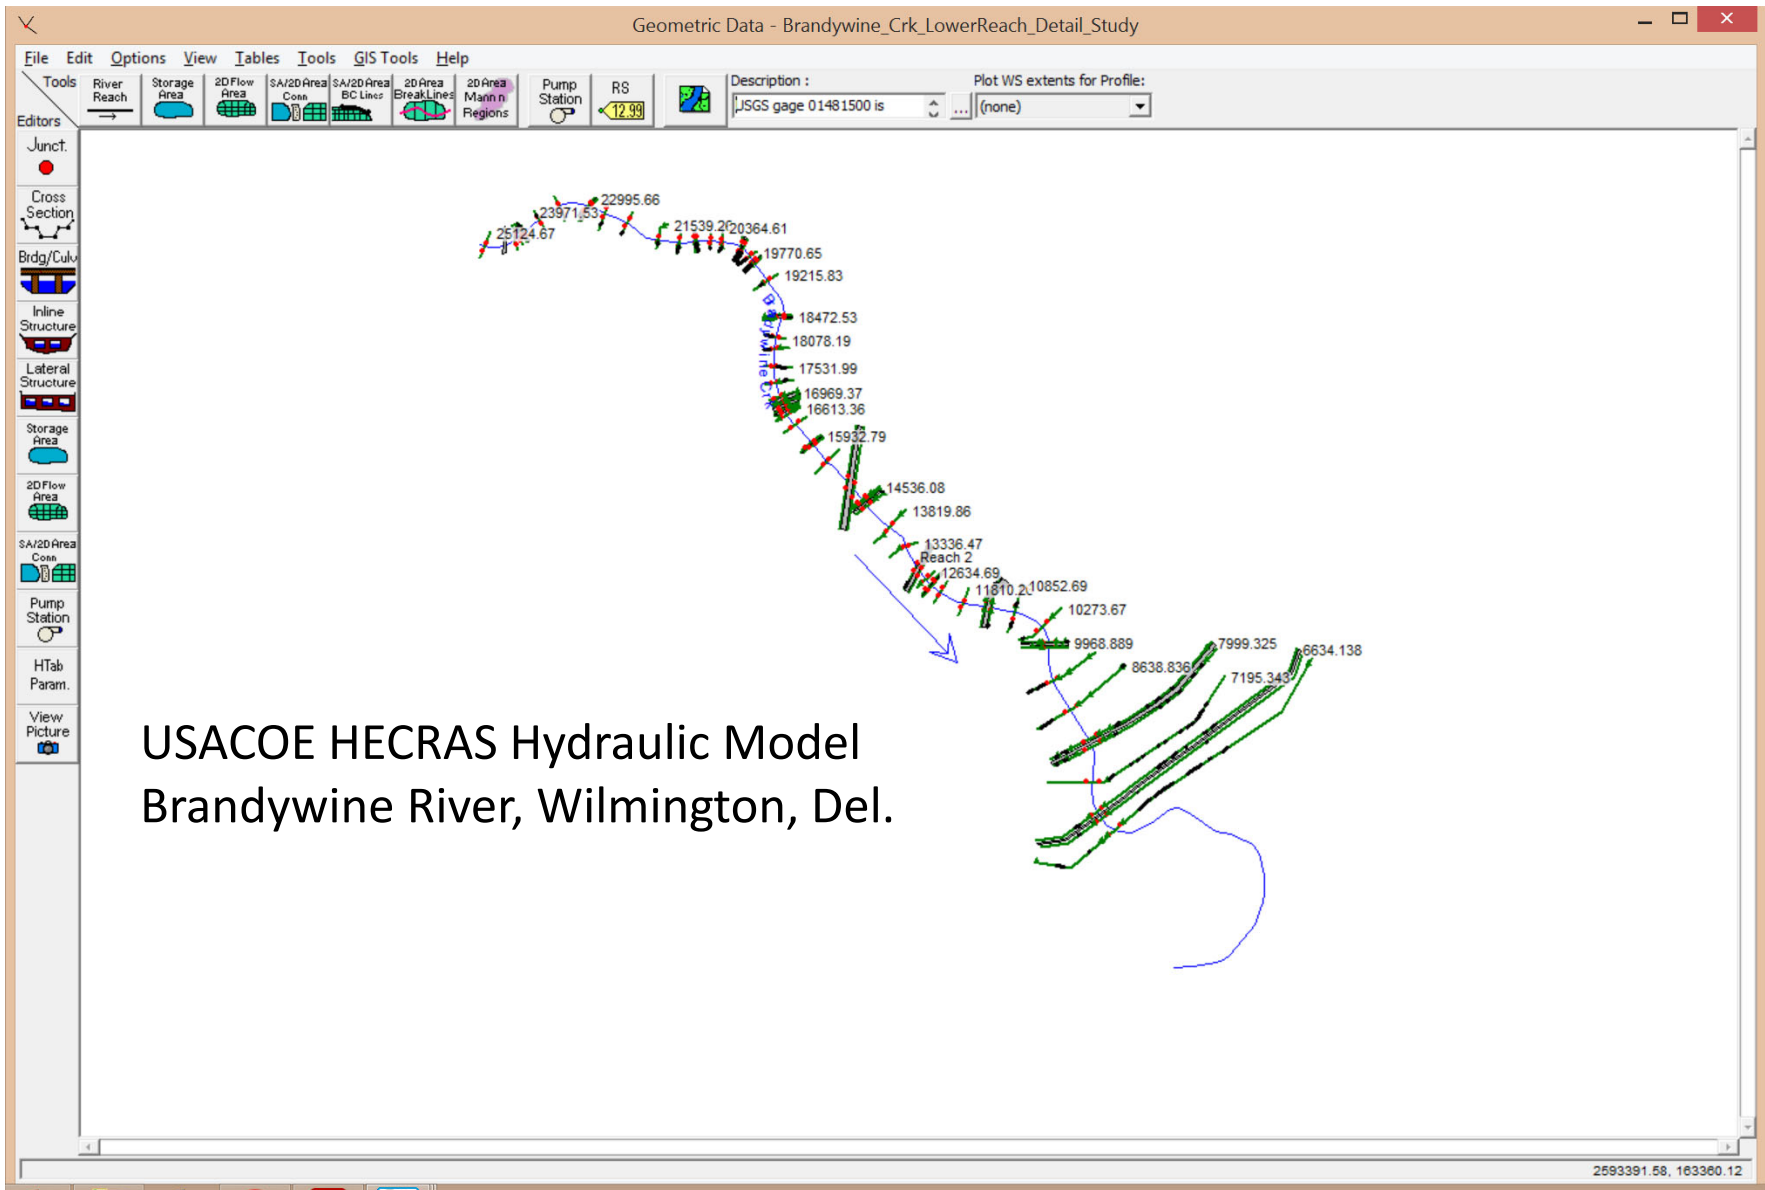 Geometric Data - Brandywine_Crk_LowerReach_Detail_Study
File Edit Options View Tables Tools GIS Tools Help
Tools
Editors
River Reach
Storage Area
2D Flow Area
SA/2D Area Conn
SA/2D Area BC Lines
2D Area BreakLines
2D Area Mann n Regions
Pump Station
RS
12.99
Description :
JSGS gage 01481500 is
...
Plot WS extents for Profile:
(none)
Junct.
Cross Section
Brdg/Culv
Inline Structure
Lateral Structure
Storage Area
2D Flow Area
SA/2D Area Conn
Pump Station
HTab Param.
View Picture
22995.66
23971.53
25124.67
21539.2
20364.61
19770.65
19215.83
18472.53
18078.19
17531.99
16969.37
16613.36
15932.79
Brandywine Crk
14536.08
13819.86
13336.47
Reach 2
12634.69
11810.2
10852.69
10273.67
9968.889
8638.836
7999.325
7195.343
6634.138
USACOE HECRAS Hydraulic Model
Brandywine River, Wilmington, Del.
2593391.58, 163360.12